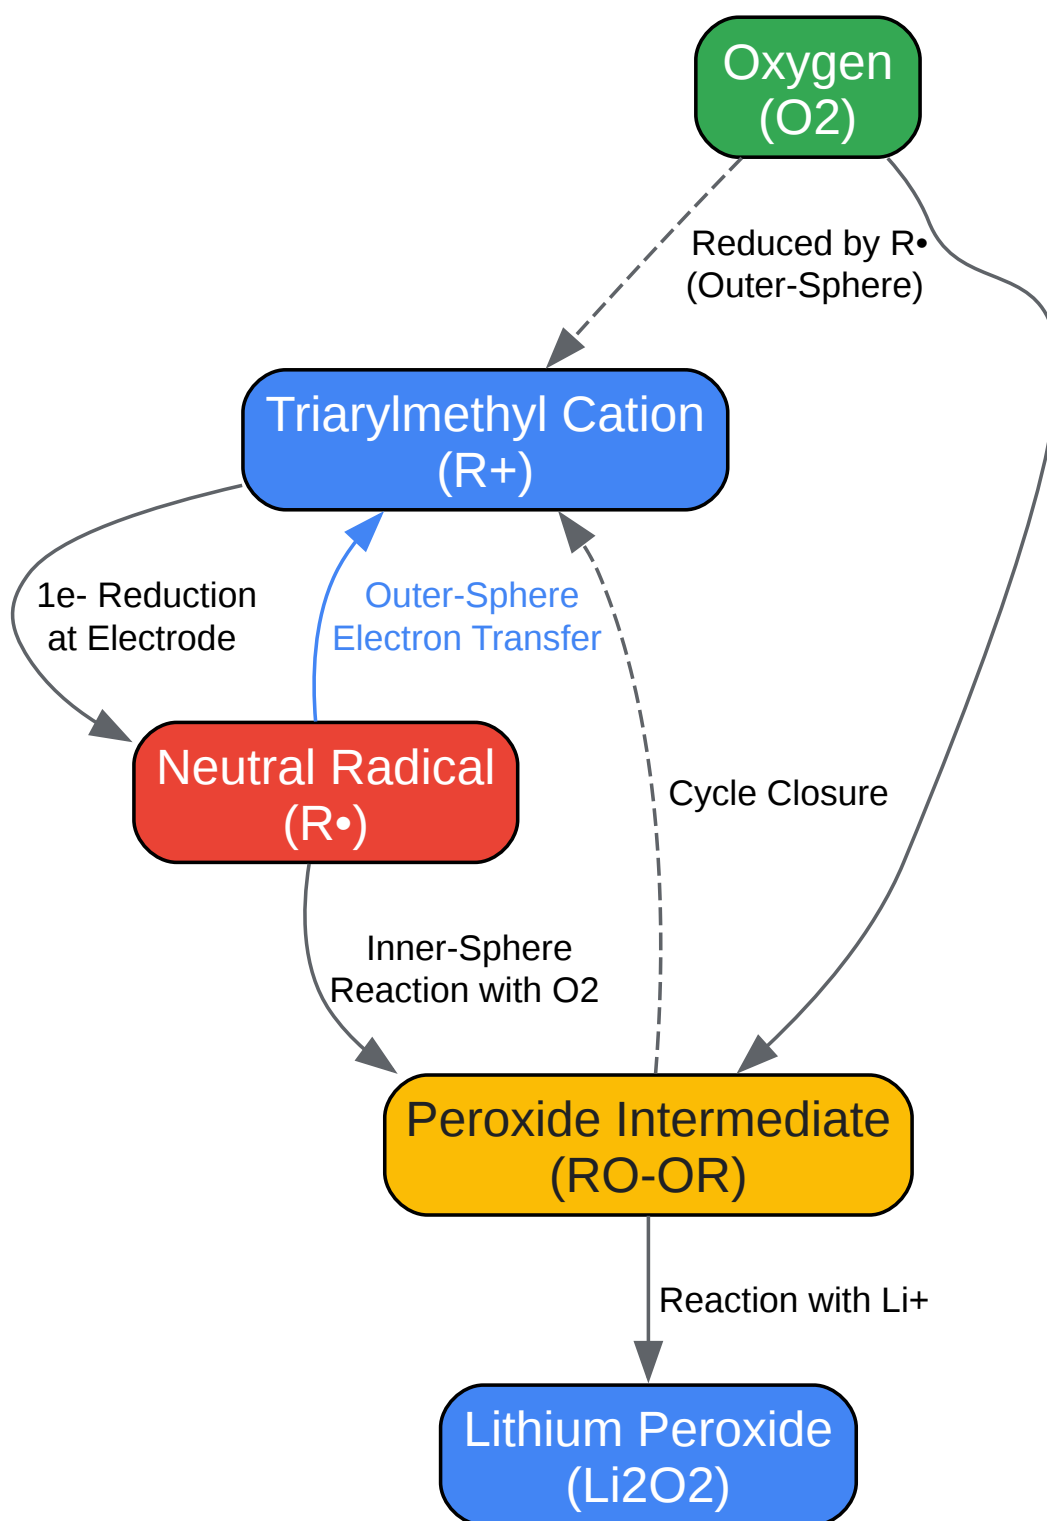 Oxygen
(O2)
Reduced by R•
(Outer-Sphere)
Triarylmethyl Cation
(R+)
1e- Reduction
at Electrode
Outer-Sphere
Electron Transfer
Neutral Radical
(R•)
Cycle Closure
Inner-Sphere
Reaction with O2
Peroxide Intermediate
(RO-OR)
Reaction with Li+
Lithium Peroxide
(Li2O2)